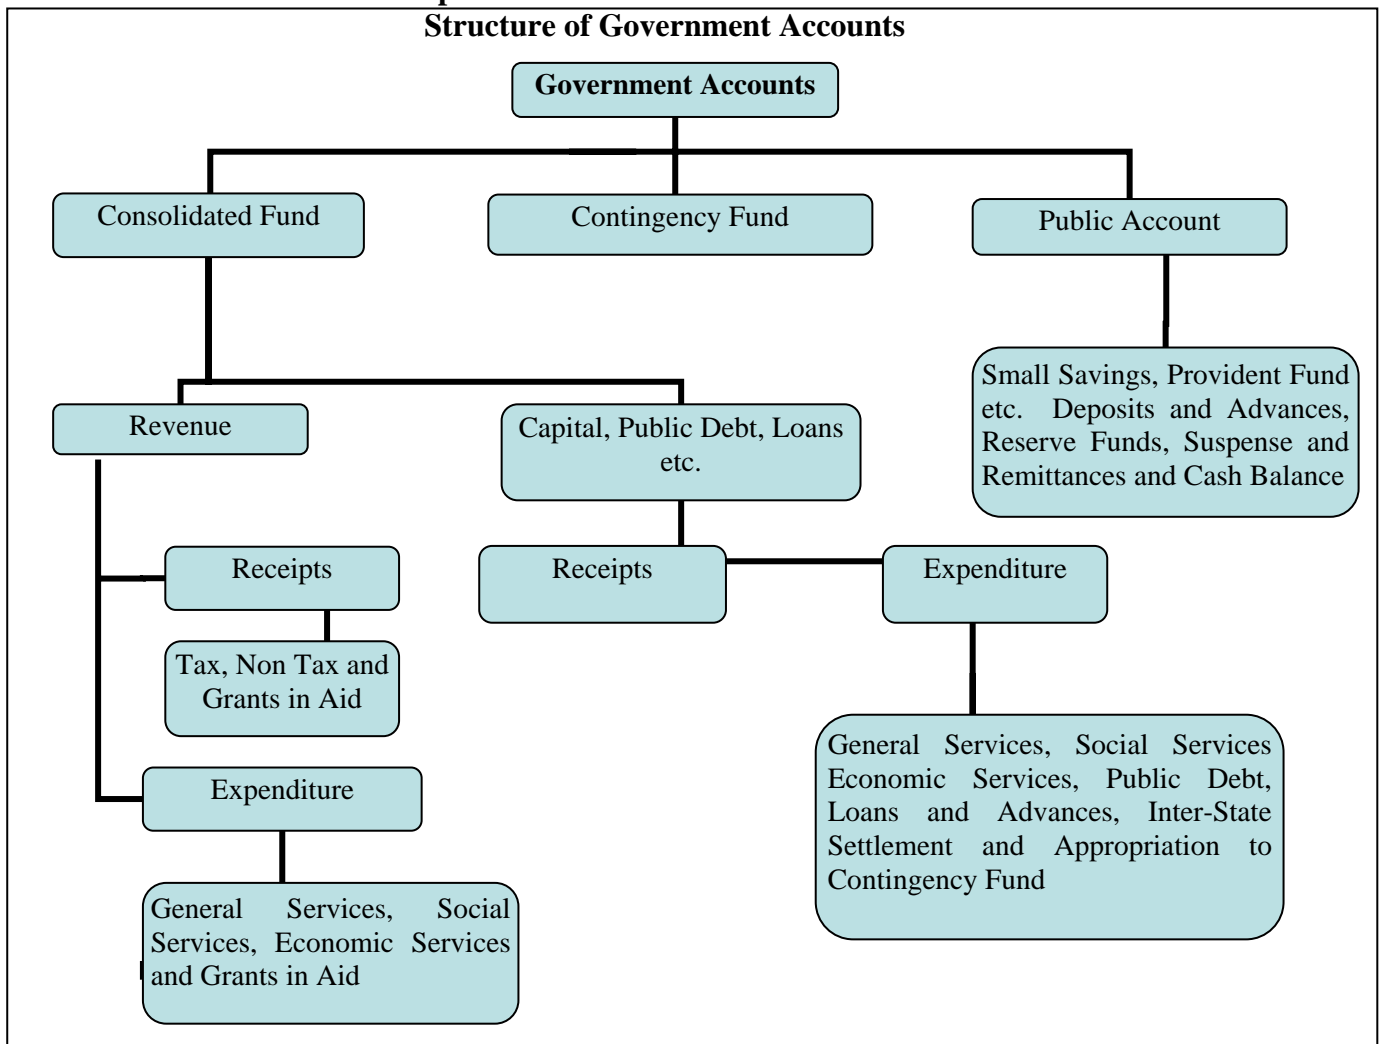 Structure of Government Accounts
Government Accounts
Consolidated Fund
Contingency Fund
Public Account
Small Savings, Provident Fund
etc. Deposits and Advances,
Reserve Funds, Suspense and
Remittances and Cash Balance
Revenue
Capital, Public Debt, Loans
etc.
Receipts
Receipts
Expenditure
Tax, Non Tax and
Grants in Aid
General Services, Social Services
Economic Services, Public Debt,
Loans and Advances, Inter-State
Settlement and Appropriation to
Contingency Fund
Expenditure
General Services, Social
Services, Economic Services
and Grants in Aid